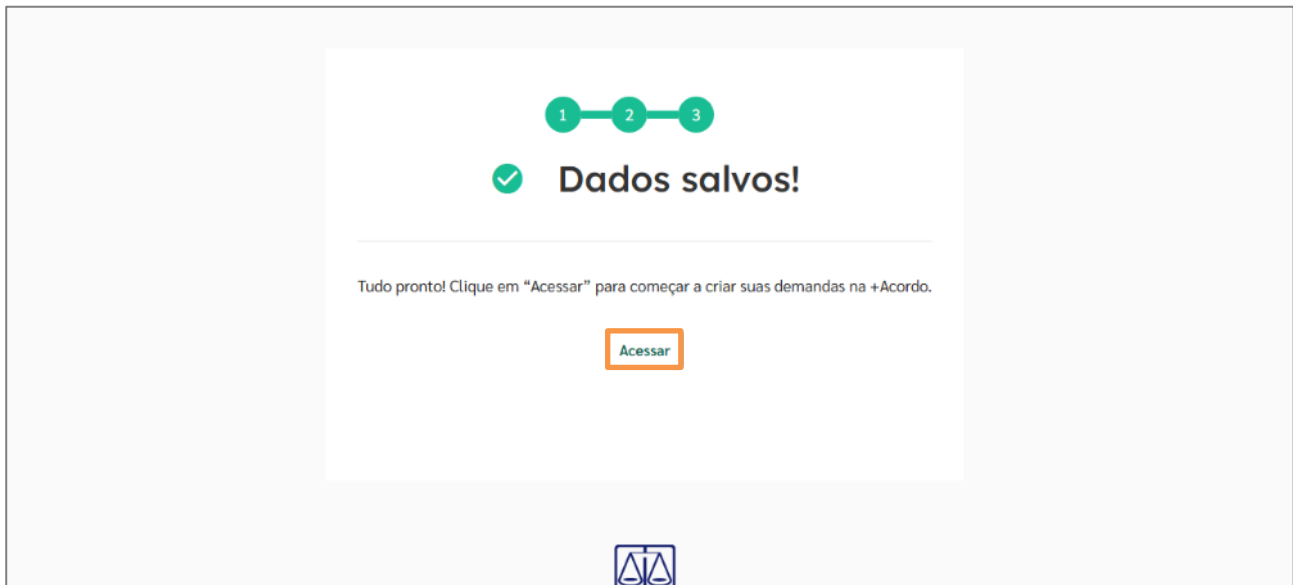 1 2 3
Dados salvos!
Tudo pronto! Clique em “Acessar” para começar a criar suas demandas na +Acordo.
Acessar